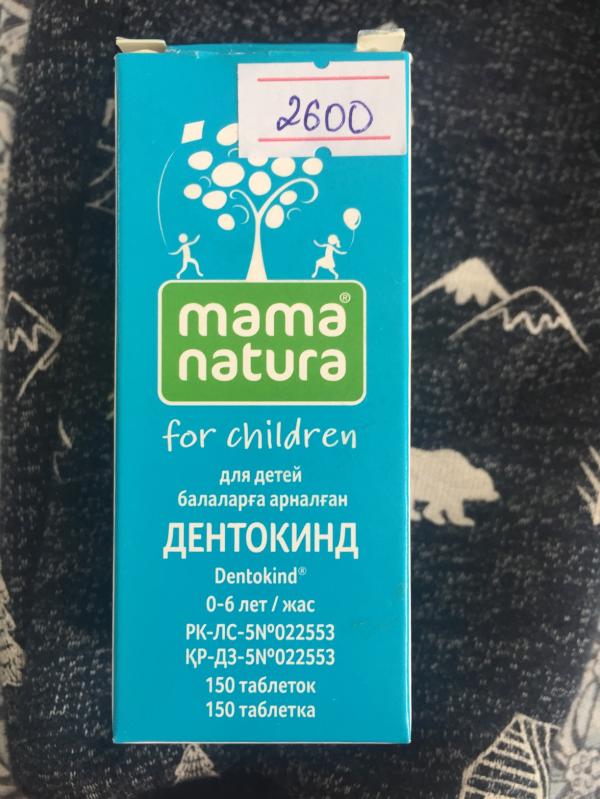 2600
mama®
natura
for children
для детей
балаларға арналған
ДЕНТОКИНД
Dentokind®
0-6 лет / жас
РК-ЛС-5№022553
ҚР-ДЗ-5№022553
150 таблеток
150 таблетка